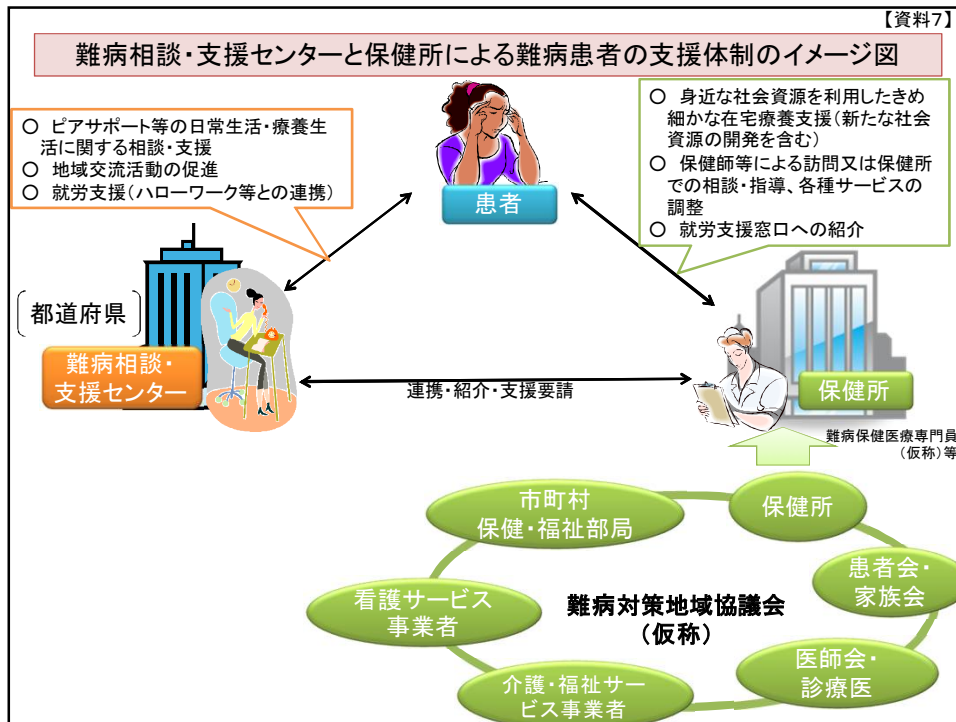 【資料7】
難病相談・支援センターと保健所による難病患者の支援体制のイメージ図
○ ピアサポート等の日常生活・療養生
活に関する相談・支援
○ 地域交流活動の促進
○ 就労支援(ハローワーク等との連携)
○ 身近な社会資源を利用したきめ
細かな在宅療養支援(新たな社会
資源の開発を含む)
○ 保健師等による訪問又は保健所
での相談・指導、各種サービスの
調整
○ 就労支援窓口への紹介
患者
都道府県
難病相談・
支援センター
連携・紹介・支援要請
保健所
難病保健医療専門員
(仮称)等
市町村
保健・福祉部局
保健所
患者会・
家族会
看護サービス
事業者
難病対策地域協議会
(仮称)
医師会・
診療医
介護・福祉サー
ビス事業者